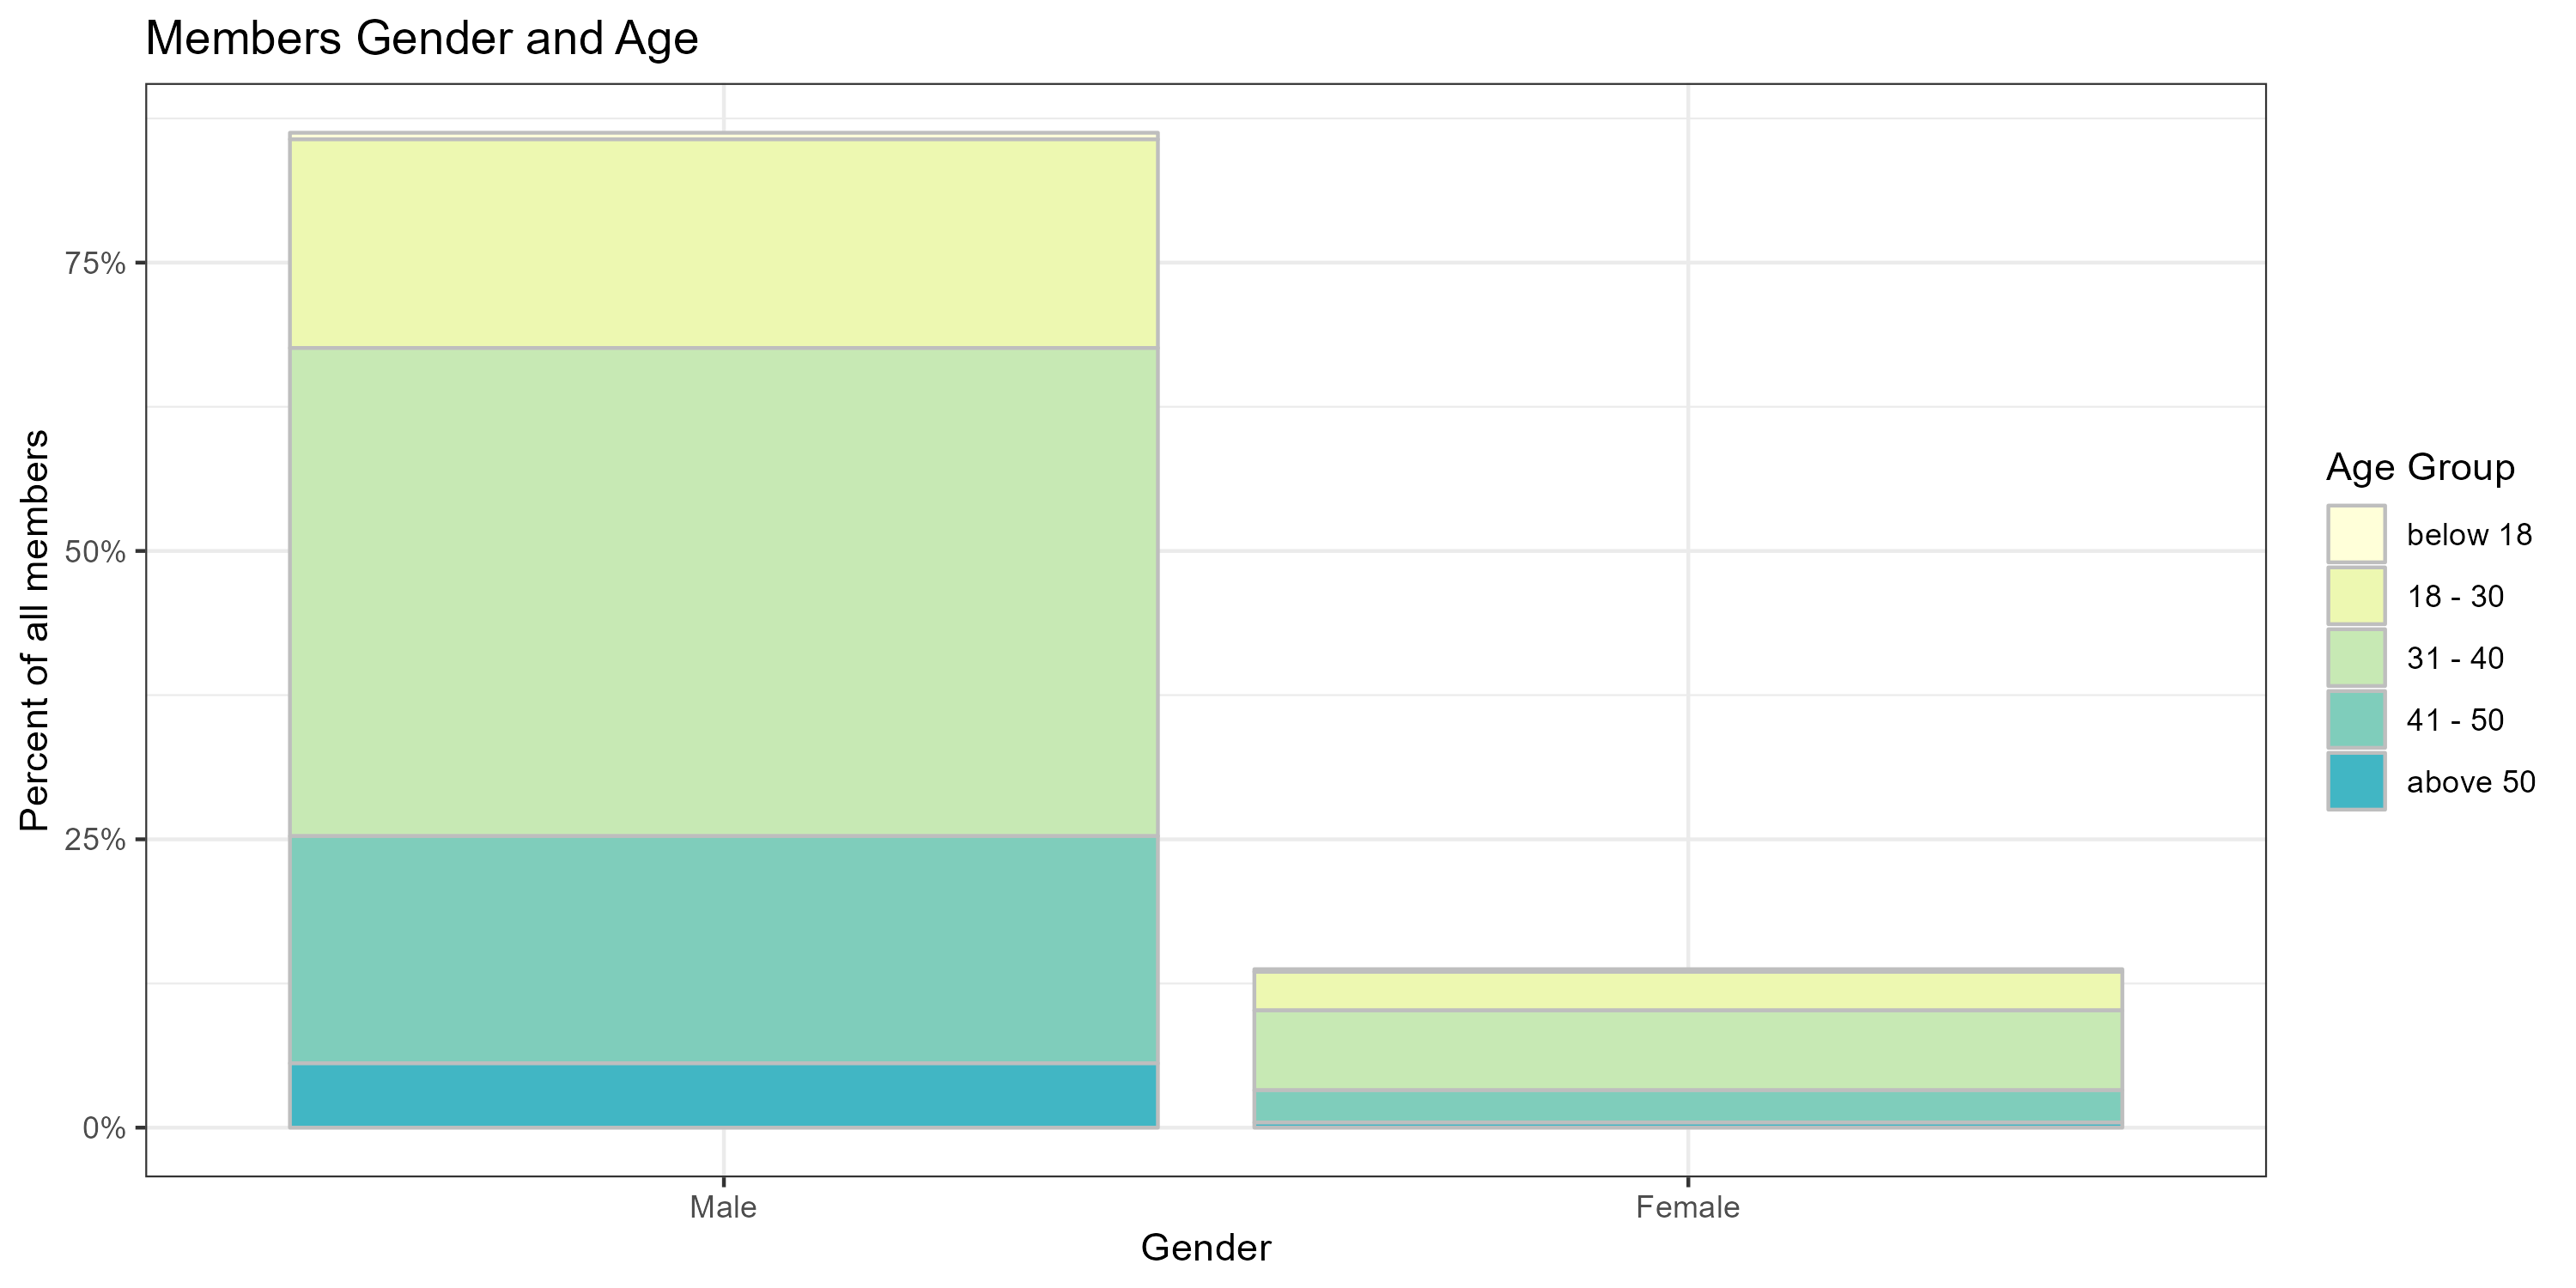 Members Gender and Age
Percent of all members
75%
50%
25%
0%
Male
Female
Gender
Age Group
below 18
18 - 30
31 - 40
41 - 50
above 50